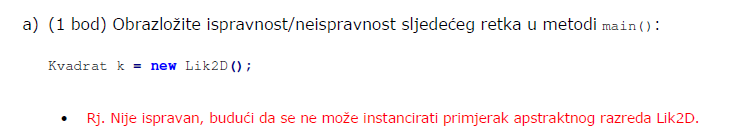 a) (1 bod) Obrazložite ispravnost/neispravnost sljedećeg retka u metodi main():
Kvadrat k = new Lik2D();
• Rj. Nije ispravan, budući da se ne može instancirati primjerak apstraktnog razreda Lik2D.